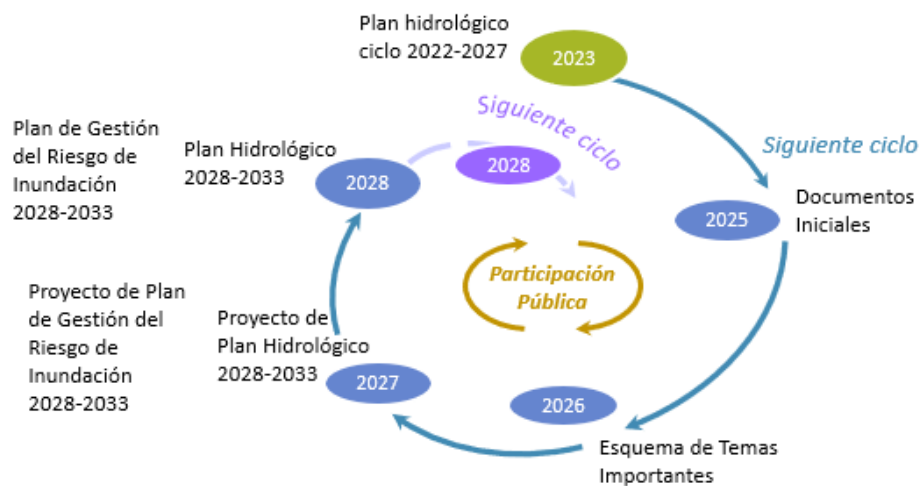 Plan hidrológico
ciclo 2022-2027
2023
Siguiente ciclo
Siguiente ciclo
Plan de Gestión
del Riesgo de
Inundación
2028-2033
Plan Hidrológico
2028-2033
2028
2028
2025
Documentos
Iniciales
Participación
Pública
Proyecto de Plan
de Gestión del
Riesgo de
Inundación
2028-2033
Proyecto de
Plan Hidrológico
2028-2033
2027
2026
Esquema de Temas
Importantes